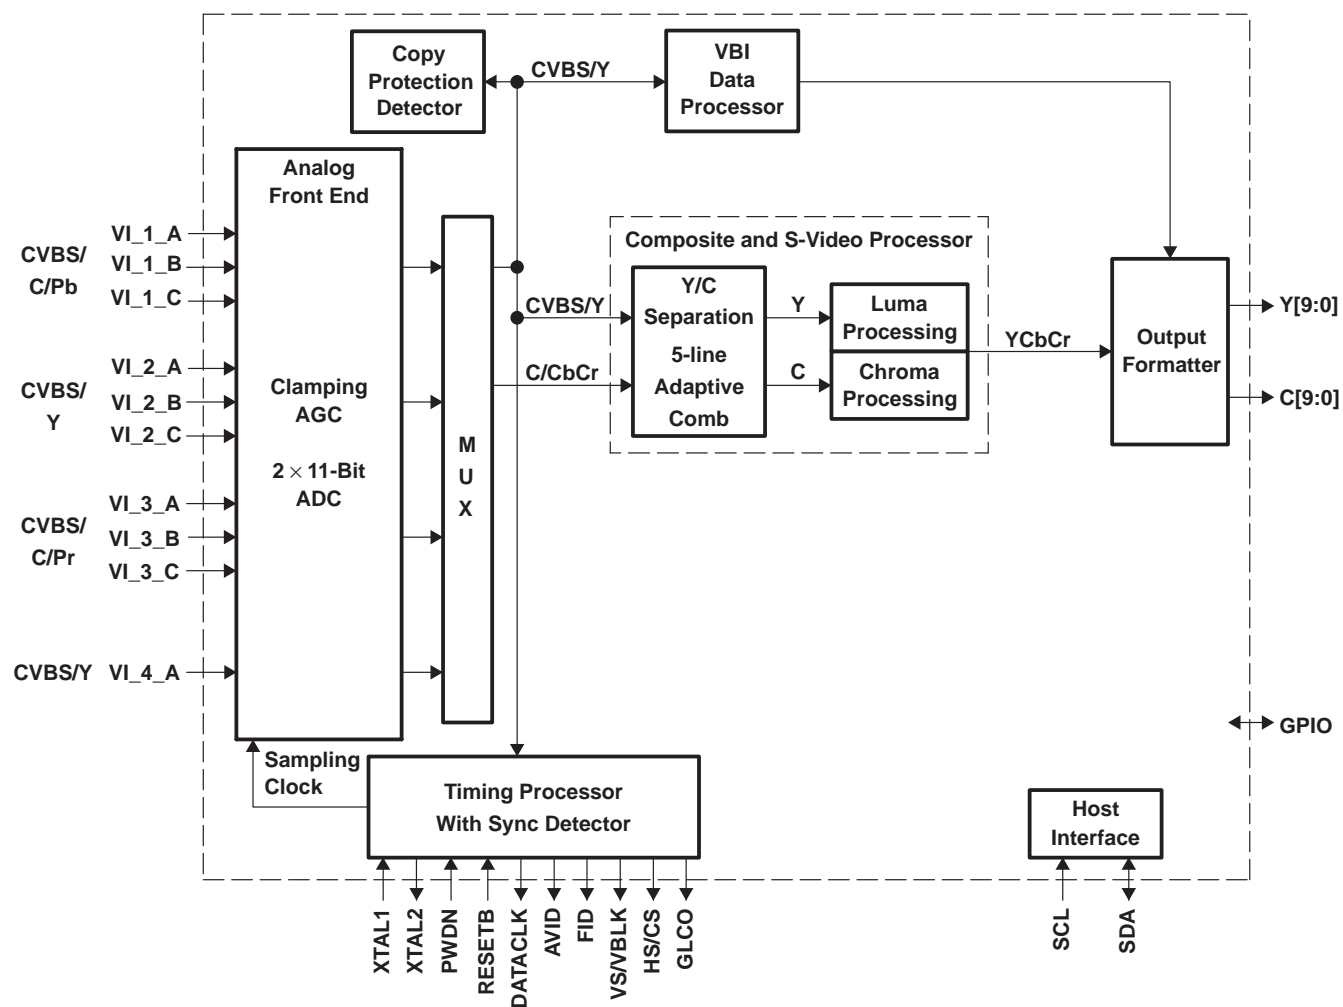 Copy
Protection
Detector
CVBS/Y
VBI
Data
Processor
Analog
Front End
Clamping
AGC
2 × 11-Bit
ADC
CVBS/
C/Pb
VI_1_A
VI_1_B
VI_1_C
CVBS/
Y
VI_2_A
VI_2_B
VI_2_C
CVBS/
C/Pr
VI_3_A
VI_3_B
VI_3_C
CVBS/Y
VI_4_A
M
U
X
Composite and S-Video Processor
CVBS/Y
C/CbCr
Y/C
Separation
5-line
Adaptive
Comb
Y
C
Luma
Processing
Chroma
Processing
YCbCr
Output
Formatter
Y[9:0]
C[9:0]
GPIO
Sampling
Clock
Timing Processor
With Sync Detector
Host
Interface
XTAL1
XTAL2
PWDN
RESETB
DATACLK
AVID
FID
VS/VBLK
HS/CS
GLCO
SCL
SDA